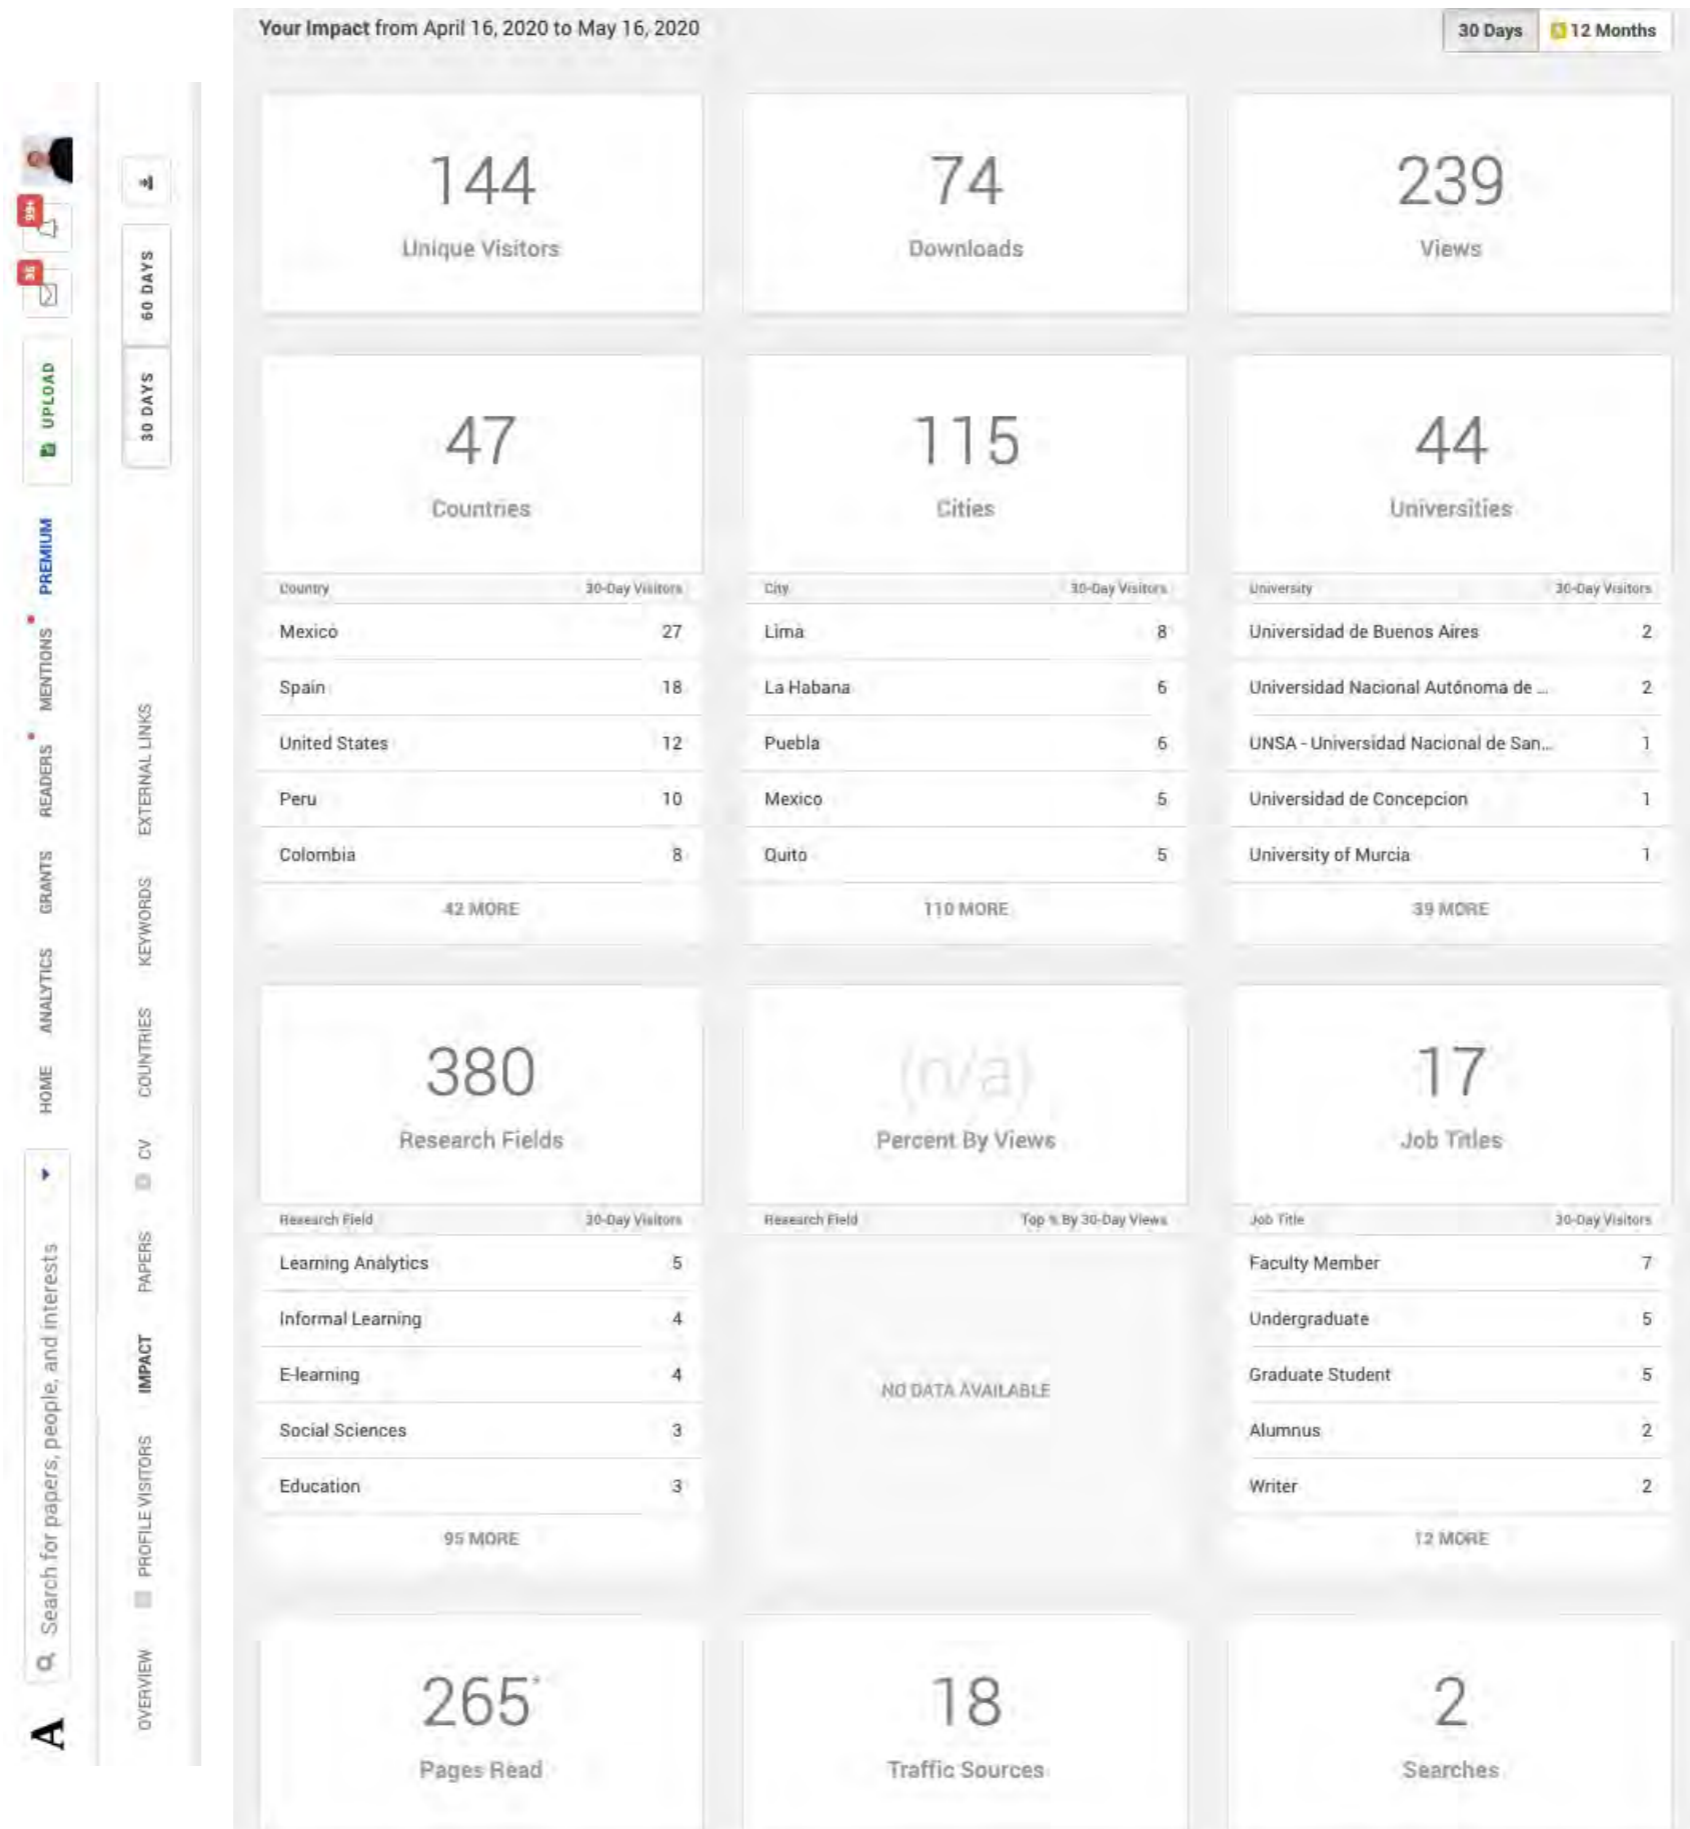 A
Search for papers, people, and interests
HOME ANALYTICS GRANTS READERS MENTIONS PREMIUM UPLOAD 36 99+
OVERVIEW PROFILE VISITORS IMPACT PAPERS CV COUNTRIES KEYWORDS EXTERNAL LINKS 30 DAYS 60 DAYS
Your Impact from April 16, 2020 to May 16, 2020
30 Days 12 Months
144
Unique Visitors
74
Downloads
239
Views
47
Countries
Country 30-Day Visitors
Mexico 27
Spain 18
United States 12
Peru 10
Colombia 8
42 MORE
115
Cities
City 30-Day Visitors
Lima 8
La Habana 6
Puebla 6
Mexico 5
Quito 5
110 MORE
44
Universities
University 30-Day Visitors
Universidad de Buenos Aires 2
Universidad Nacional Autónoma de ... 2
UNSA - Universidad Nacional de San... 1
Universidad de Concepcion 1
University of Murcia 1
39 MORE
380
Research Fields
Research Field 30-Day Visitors
Learning Analytics 5
Informal Learning 4
E-learning 4
Social Sciences 3
Education 3
95 MORE
(n/a)
Percent By Views
Research Field Top % By 30-Day Views
NO DATA AVAILABLE
17
Job Titles
Job Title 30-Day Visitors
Faculty Member 7
Undergraduate 5
Graduate Student 5
Alumnus 2
Writer 2
12 MORE
265*
Pages Read
18
Traffic Sources
2
Searches